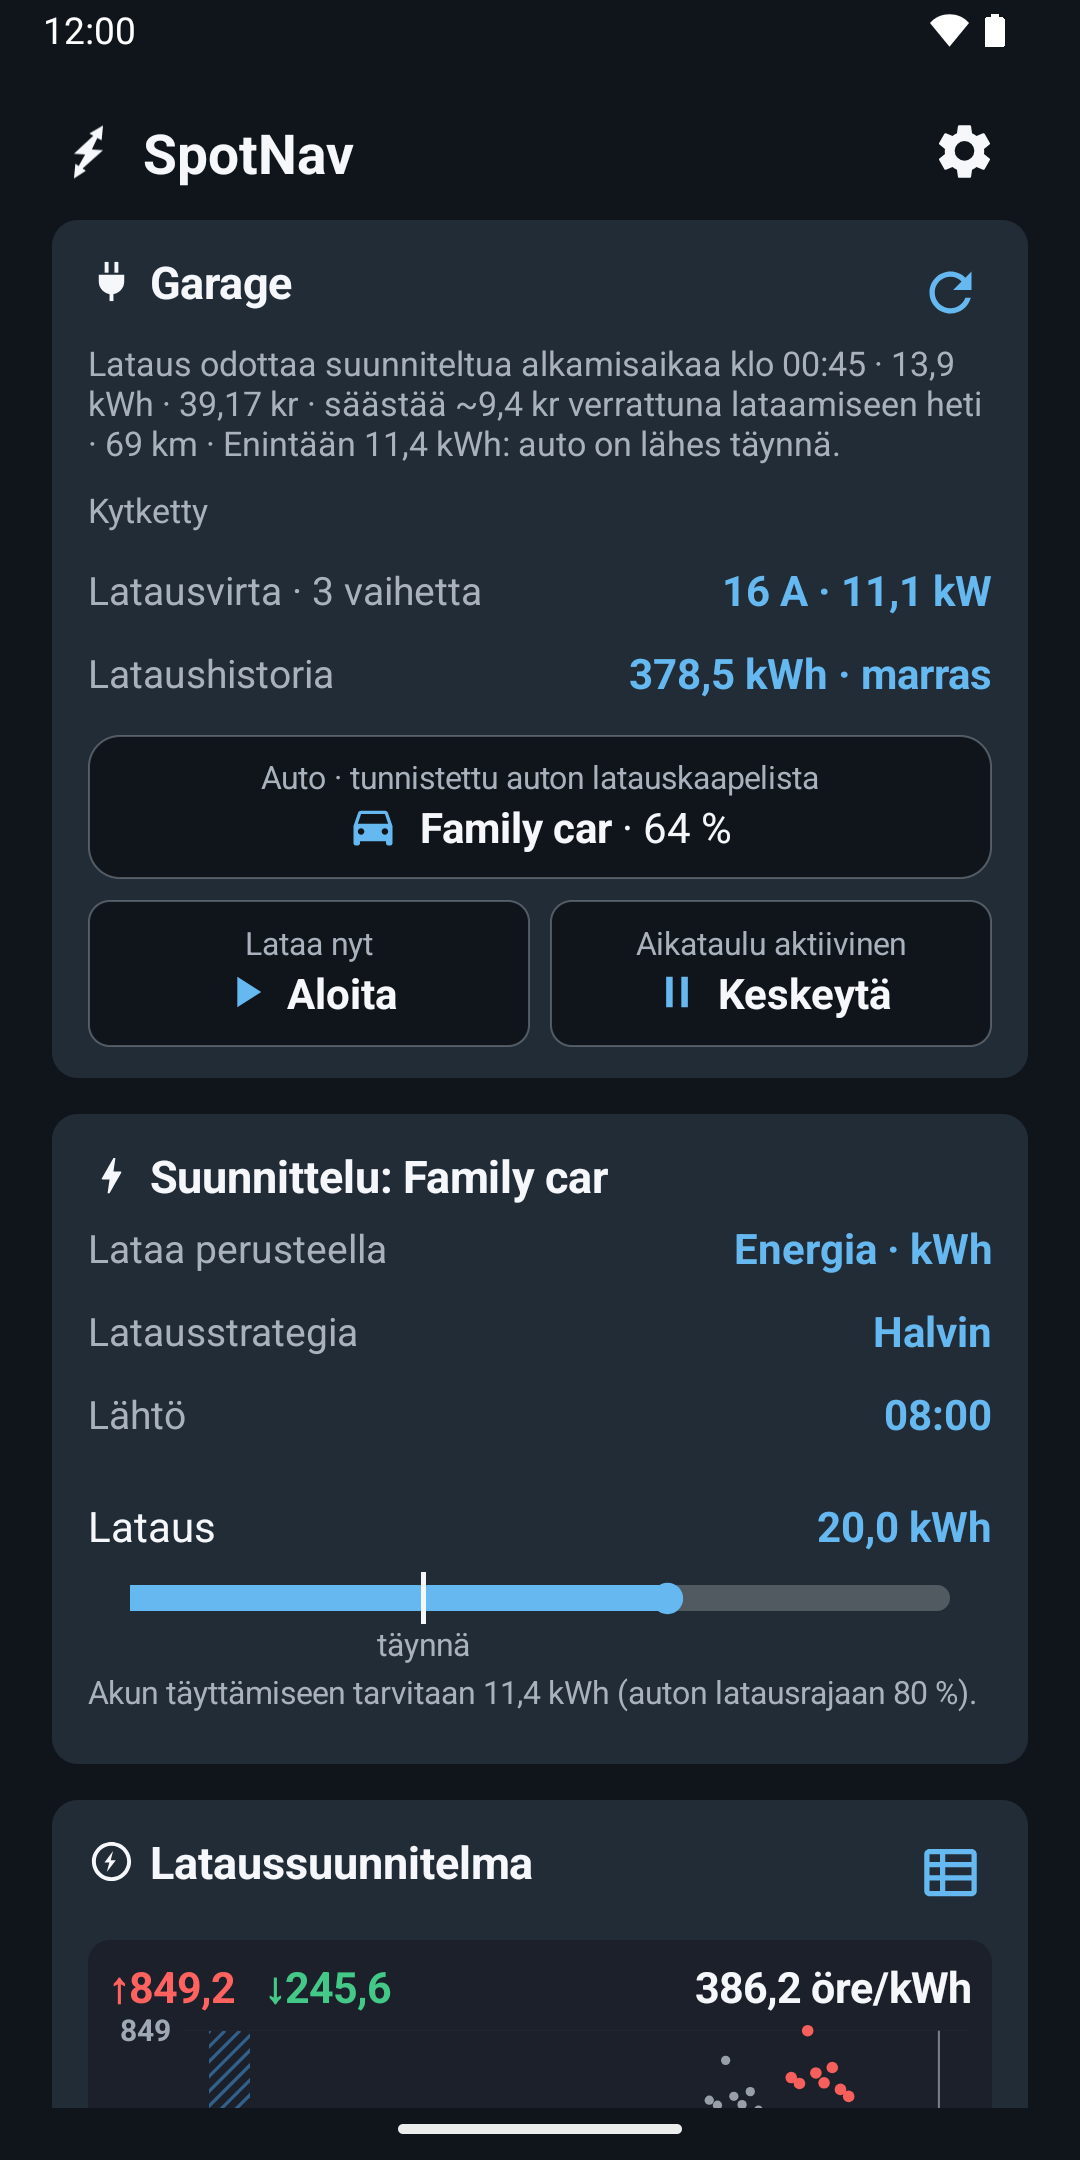 12:00
SpotNav
Garage
Lataus odottaa suunniteltua alkamisaikaa klo 00:45 · 13,9
kWh · 39,17 kr · säästää ~9,4 kr verrattuna lataamiseen heti
· 69 km · Enintään 11,4 kWh: auto on lähes täynnä.
Kytketty
Latausvirta · 3 vaihetta 16 A · 11,1 kW
Lataushistoria 378,5 kWh · marras
Auto · tunnistettu auton latauskaapelista
Family car · 64 %
Lataa nyt
Aloita
Aikataulu aktiivinen
Keskeytä
Suunnittelu: Family car
Lataa perusteella Energia · kWh
Latausstrategia Halvin
Lähtö 08:00
Lataus 20,0 kWh
täynnä
Akun täyttämiseen tarvitaan 11,4 kWh (auton latausrajaan 80 %).
Lataussuunnitelma
↑849,2 ↓245,6 386,2 öre/kWh
849